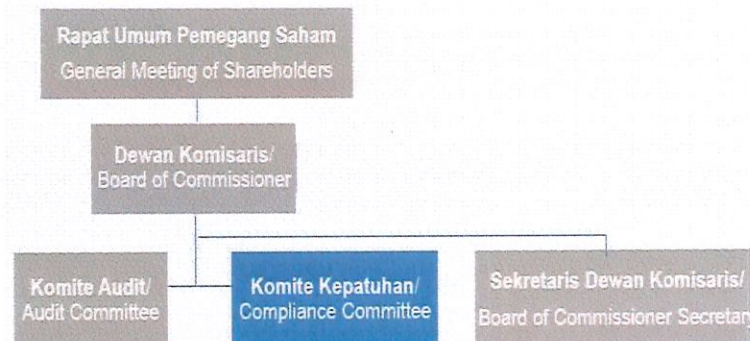 Rapat Umum Pemegang Saham
General Meeting of Shareholders
Dewan Komisaris/
Board of Commissioner
Komite Audit/
Audit Committee
Komite Kepatuhan/
Compliance Committee
Sekretaris Dewan Komisaris/
Board of Commissioner Secretary